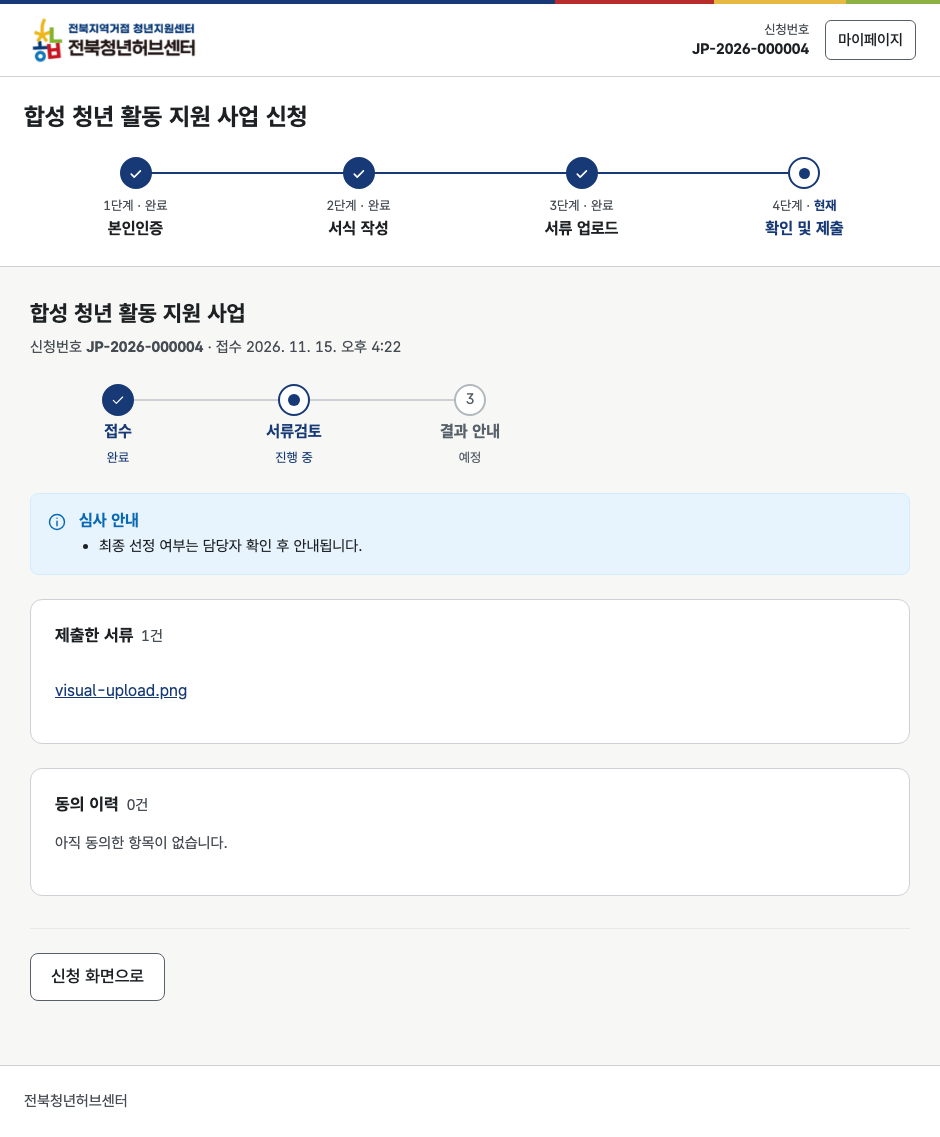 전북지역거점 청년지원센터
전북청년허브센터
신청번호
JP-2026-000004
마이페이지
합성 청년 활동 지원 사업 신청
1단계 · 완료
본인인증
2단계 · 완료
서식 작성
3단계 · 완료
서류 업로드
4단계 · 현재
확인 및 제출
합성 청년 활동 지원 사업
신청번호 JP-2026-000004 · 접수 2026. 11. 15. 오후 4:22
접수
완료
서류검토
진행 중
3
결과 안내
예정
심사 안내
• 최종 선정 여부는 담당자 확인 후 안내됩니다.
제출한 서류 1건
visual-upload.png
동의 이력 0건
아직 동의한 항목이 없습니다.
신청 화면으로
전북청년허브센터